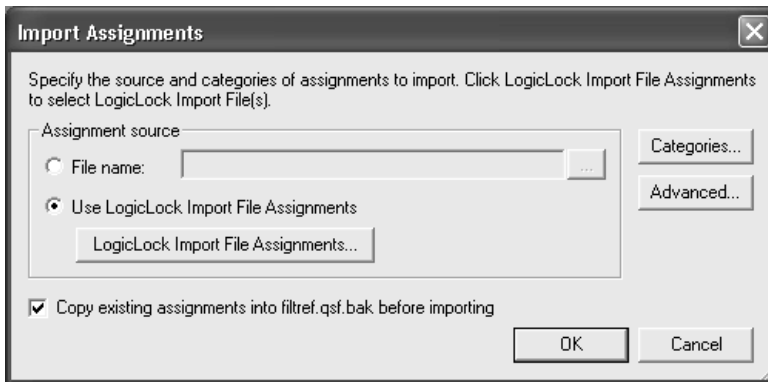 Import Assignments
Specify the source and categories of assignments to import. Click LogicLock Import File Assignments
to select LogicLock Import File(s).
Assignment source
File name:
...
Categories...
Use LogicLock Import File Assignments
Advanced...
LogicLock Import File Assignments...
Copy existing assignments into filtref.qsf.bak before importing
OK
Cancel